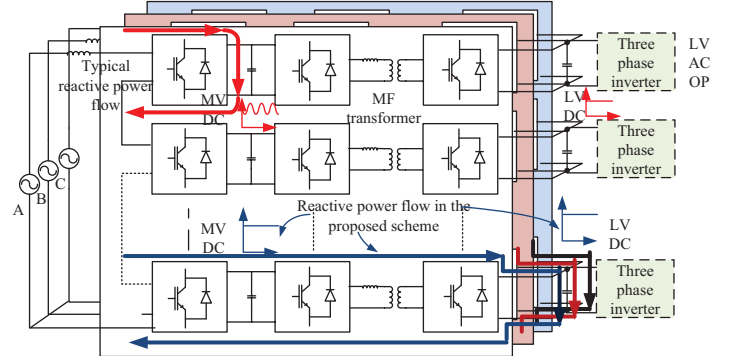 Typical
reactive power
flow
MV
DC
MF
transformer
Three
phase
inverter
LV
AC
OP
LV
DC
Three
phase
inverter
A
B
C
Reactive power flow in the
proposed scheme
MV
DC
LV
DC
Three
phase
inverter